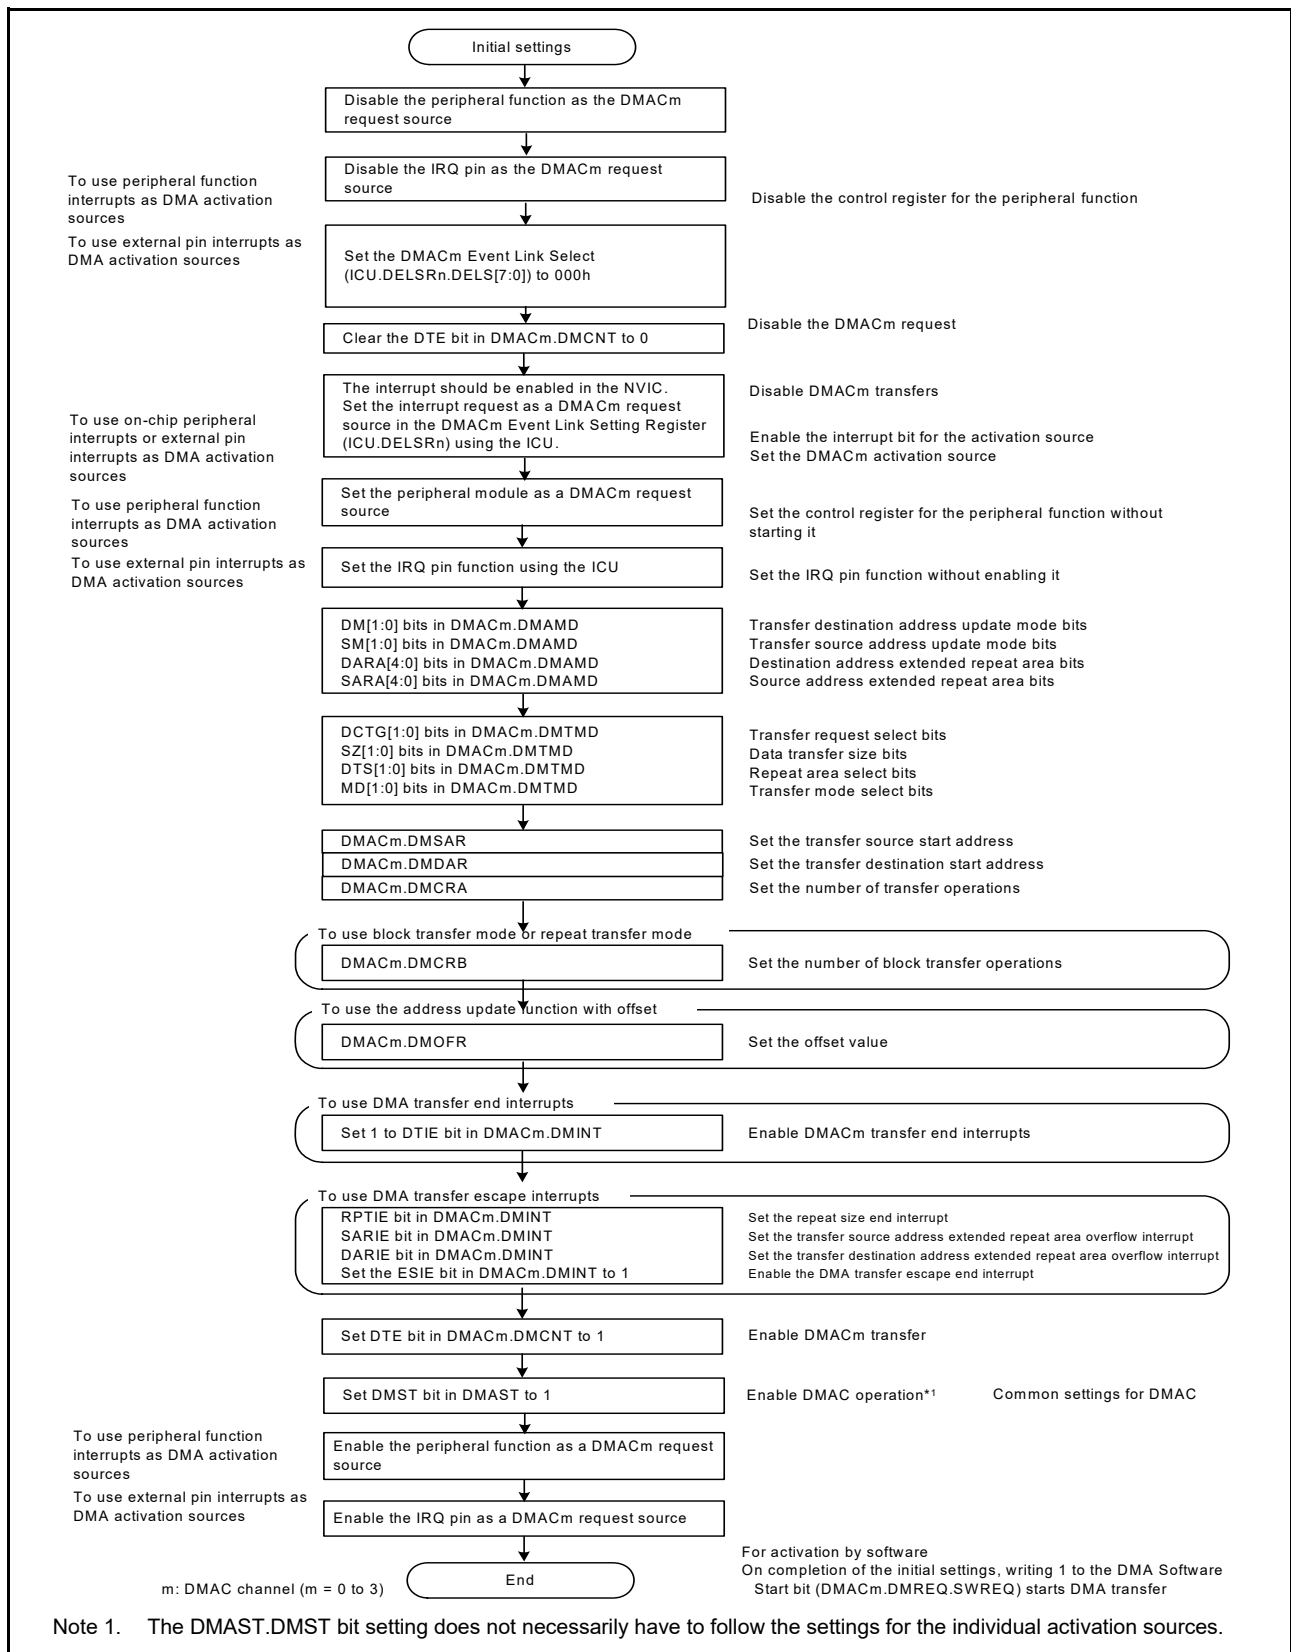 Initial settings
Disable the peripheral function as the DMACm
request source
To use peripheral function
interrupts as DMA activation
sources
Disable the IRQ pin as the DMACm request
source
Disable the control register for the peripheral function
To use external pin interrupts as
DMA activation sources
Set the DMACm Event Link Select
(ICU.DELSRn.DELS[7:0]) to 000h
Disable the DMACm request
Clear the DTE bit in DMACm.DMCNT to 0
Disable DMACm transfers
To use on-chip peripheral
interrupts or external pin
interrupts as DMA activation
sources
The interrupt should be enabled in the NVIC.
Set the interrupt request as a DMACm request
source in the DMACm Event Link Setting Register
(ICU.DELSRn) using the ICU.
Enable the interrupt bit for the activation source
Set the DMACm activation source
To use peripheral function
interrupts as DMA activation
sources
Set the peripheral module as a DMACm request
source
Set the control register for the peripheral function without
starting it
To use external pin interrupts as
DMA activation sources
Set the IRQ pin function using the ICU
Set the IRQ pin function without enabling it
DM[1:0] bits in DMACm.DMAMD
Transfer destination address update mode bits
SM[1:0] bits in DMACm.DMAMD
Transfer source address update mode bits
DARA[4:0] bits in DMACm.DMAMD
Destination address extended repeat area bits
SARA[4:0] bits in DMACm.DMAMD
Source address extended repeat area bits
DCTG[1:0] bits in DMACm.DMTMD
Transfer request select bits
SZ[1:0] bits in DMACm.DMTMD
Data transfer size bits
DTS[1:0] bits in DMACm.DMTMD
Repeat area select bits
MD[1:0] bits in DMACm.DMTMD
Transfer mode select bits
DMACm.DMSAR
Set the transfer source start address
DMACm.DMDAR
Set the transfer destination start address
DMACm.DMCRA
Set the number of transfer operations
To use block transfer mode or repeat transfer mode
DMACm.DMCRB
Set the number of block transfer operations
To use the address update function with offset
DMACm.DMOFR
Set the offset value
To use DMA transfer end interrupts
Set 1 to DTIE bit in DMACm.DMINT
Enable DMACm transfer end interrupts
To use DMA transfer escape interrupts
RPTIE bit in DMACm.DMINT
Set the repeat size end interrupt
SARIE bit in DMACm.DMINT
Set the transfer source address extended repeat area overflow interrupt
DARIE bit in DMACm.DMINT
Set the transfer destination address extended repeat area overflow interrupt
Set the ESIE bit in DMACm.DMINT to 1
Enable the DMA transfer escape end interrupt
Set DTE bit in DMACm.DMCNT to 1
Enable DMACm transfer
Set DMST bit in DMAST to 1
Enable DMAC operation*1
Common settings for DMAC
To use peripheral function
interrupts as DMA activation
sources
Enable the peripheral function as a DMACm request
source
To use external pin interrupts as
DMA activation sources
Enable the IRQ pin as a DMACm request source
End
For activation by software
On completion of the initial settings, writing 1 to the DMA Software
Start bit (DMACm.DMREQ.SWREQ) starts DMA transfer
m: DMAC channel (m = 0 to 3)
Note 1. The DMAST.DMST bit setting does not necessarily have to follow the settings for the individual activation sources.